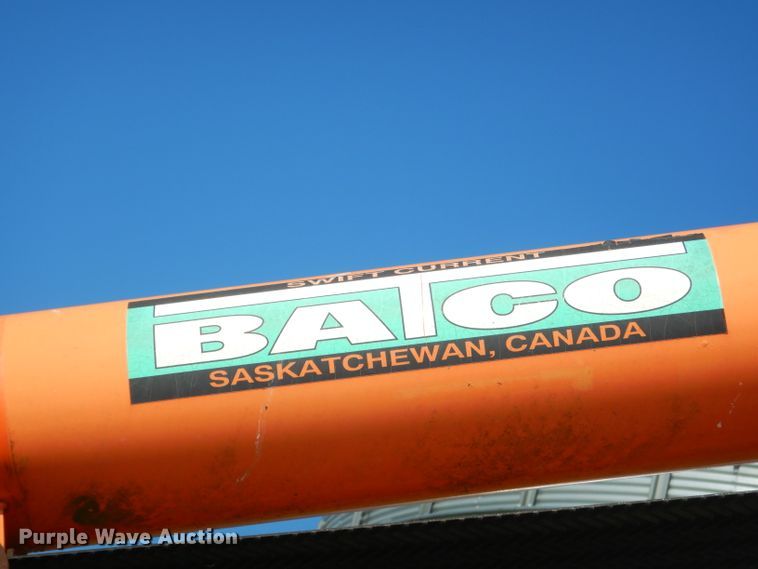 SWIFT CURRENT
BATCO
SASKATCHEWAN, CANADA
Purple Wave Auction